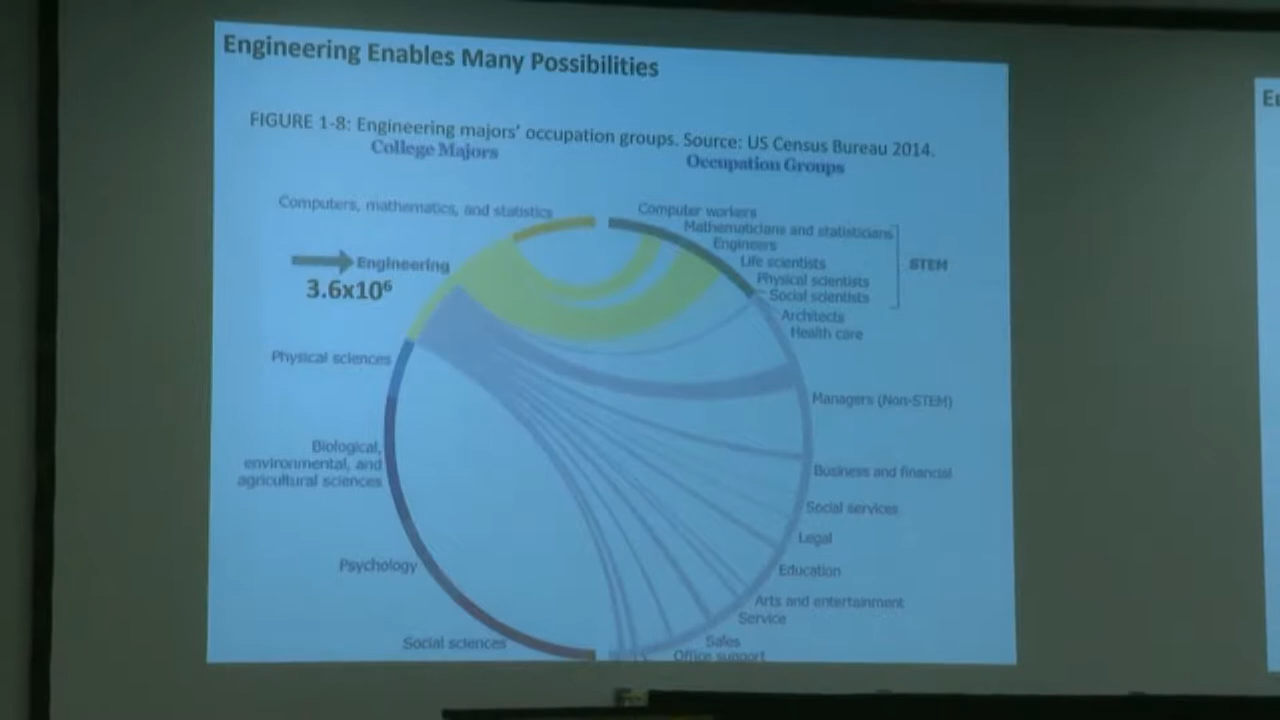 Engineering Enables Many Possibilities
FIGURE 1-8: Engineering majors' occupation groups. Source: US Census Bureau 2014.
College Majors
Occupation Groups
Computers, mathematics, and statistics
Engineering
3.6x10⁶
Physical sciences
Biological,
environmental, and
agricultural sciences
Psychology
Social sciences
Computer workers
Mathematicians and statisticians
Engineers
Life scientists
Physical scientists
Social scientists
STEM
Architects
Health care
Managers (Non-STEM)
Business and financial
Social services
Legal
Education
Arts and entertainment
Service
Sales
Office support